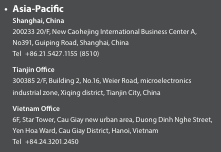 • Asia-Pacific
Shanghai, China
200233 20/F, New Caohejing International Business Center A,
No391, Guiping Road, Shanghai, China
Tel +86.21.5427.1155 (8510)
Tianjin Office
300385 2/F, Building 2, No.16, Weier Road, microelectronics
industrial zone, Xiqing district, Tianjin City, China
Vietnam Office
6F, Star Tower, Cau Giay new urban area, Duong Dinh Nghe Street,
Yen Hoa Ward, Cau Giay District, Hanoi, Vietnam
Tel +84.24.3201.2450